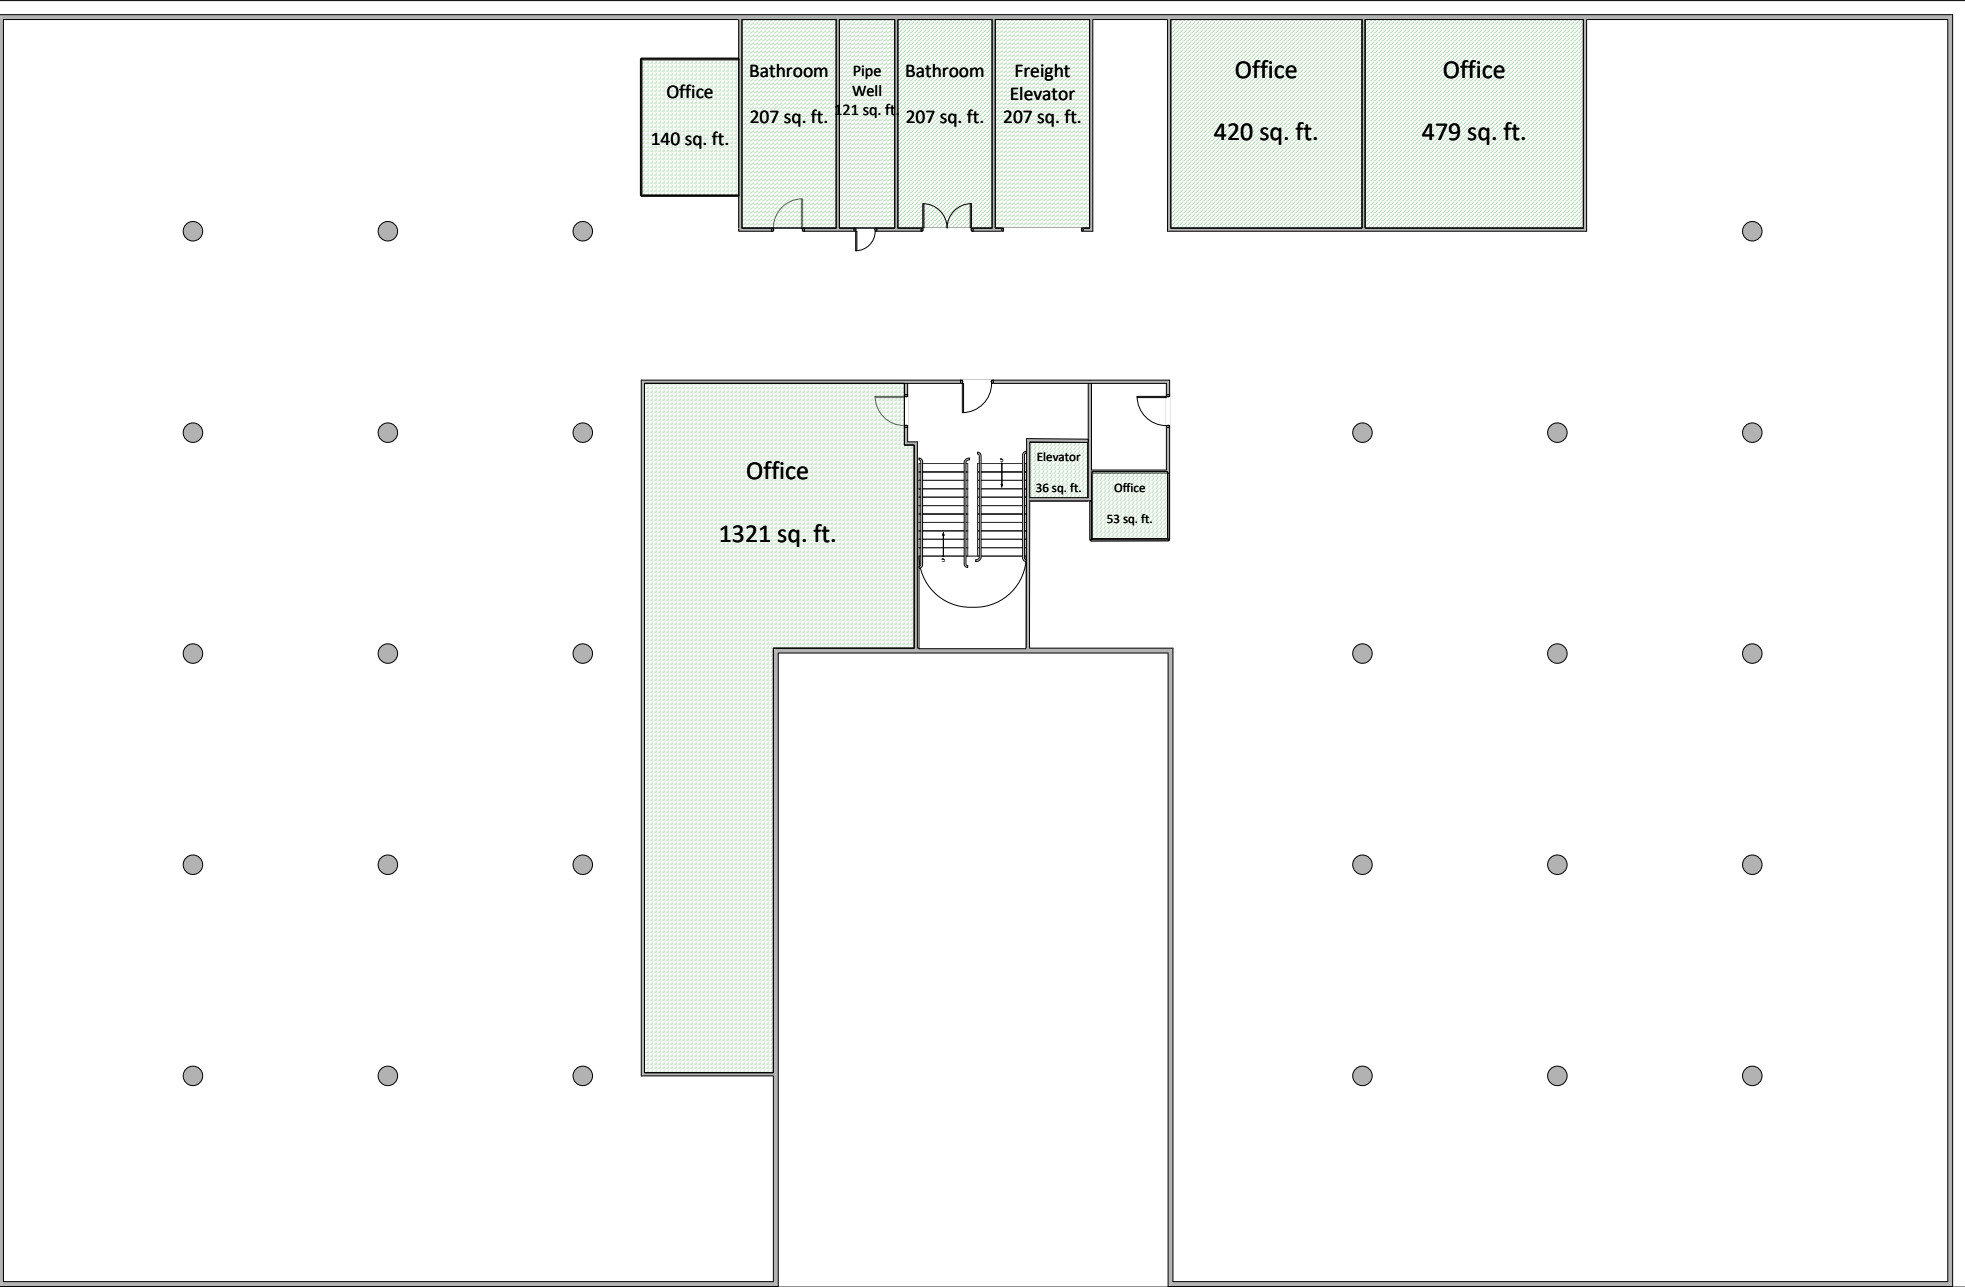 Office
140 sq. ft.
Bathroom
207 sq. ft.
Pipe
Well
121 sq. ft.
Bathroom
207 sq. ft.
Freight
Elevator
207 sq. ft.
Office
420 sq. ft.
Office
479 sq. ft.
Office
1321 sq. ft.
Elevator
36 sq. ft.
Office
53 sq. ft.